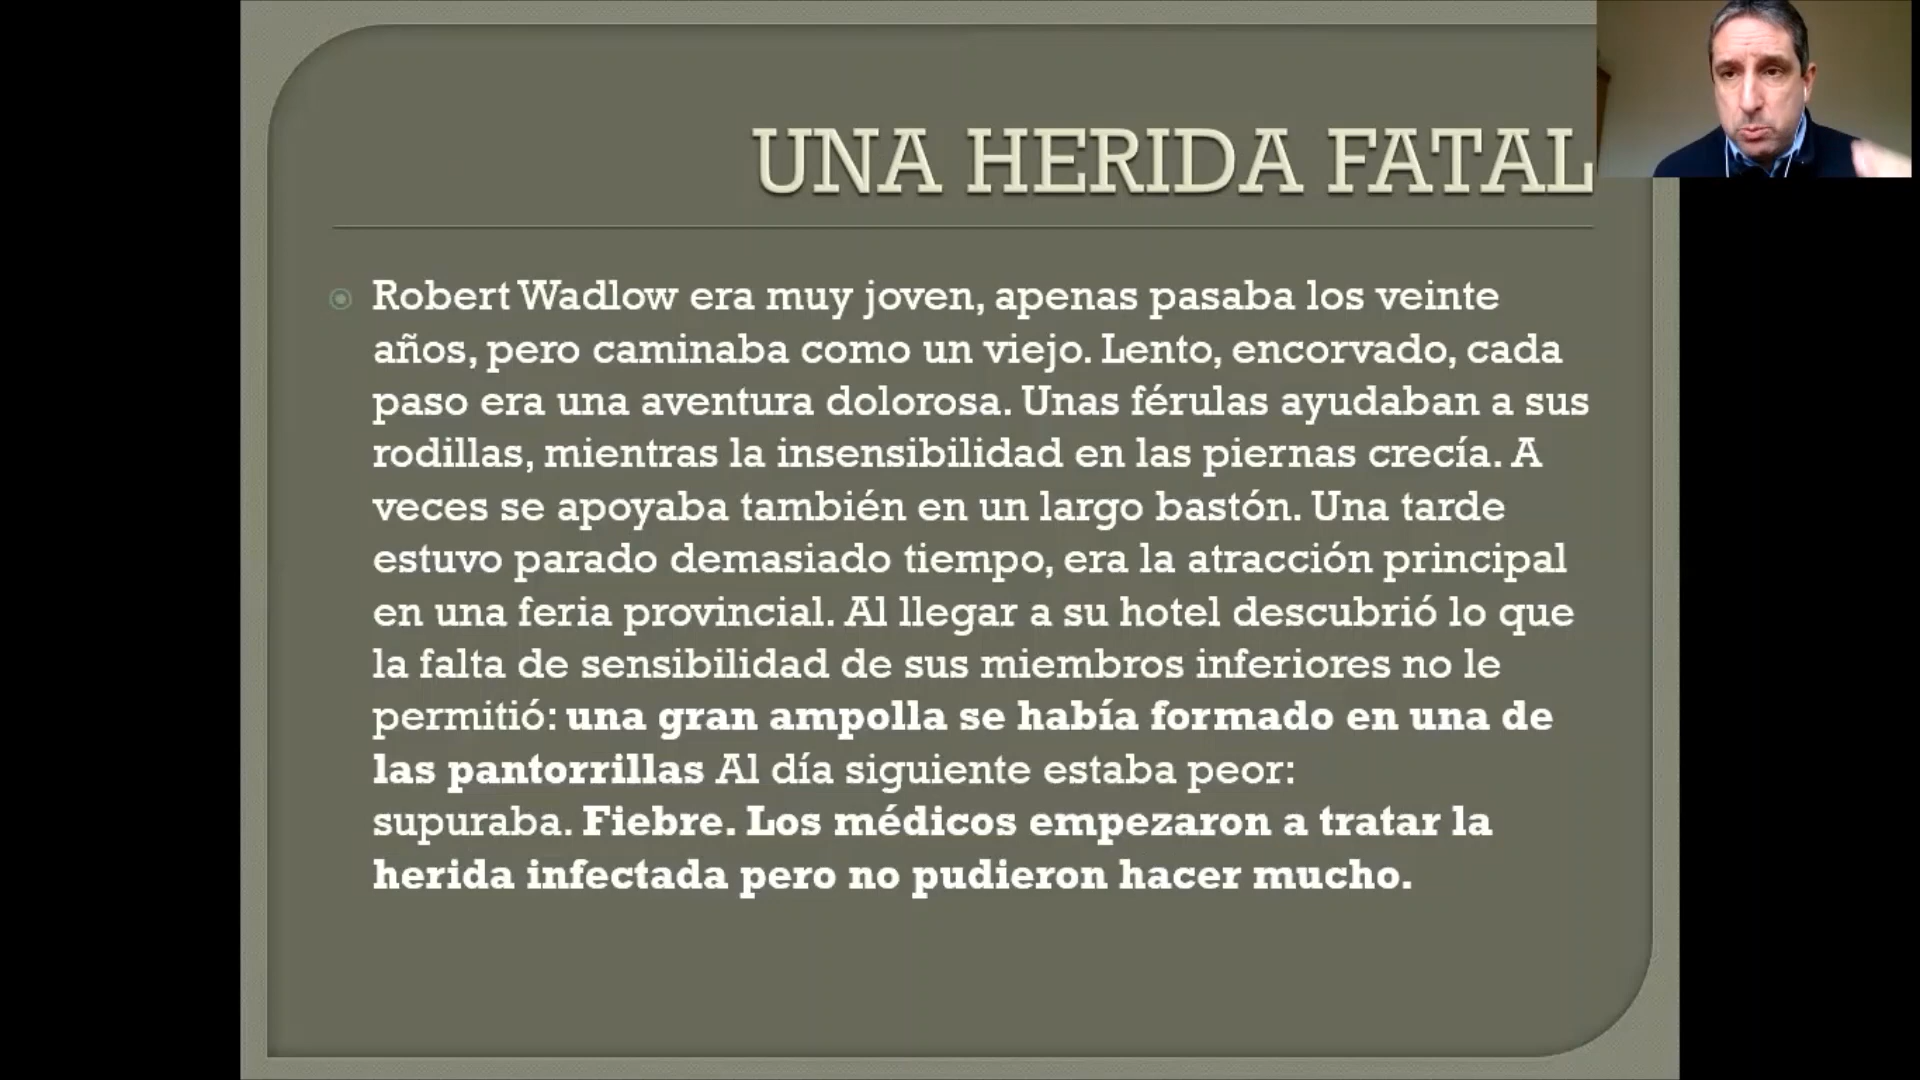 UNA HERIDA FATAL
Robert Wadlow era muy joven, apenas pasaba los veinte
años, pero caminaba como un viejo. Lento, encorvado, cada
paso era una aventura dolorosa. Unas férulas ayudaban a sus
rodillas, mientras la insensibilidad en las piernas crecía. A
veces se apoyaba también en un largo bastón. Una tarde
estuvo parado demasiado tiempo, era la atracción principal
en una feria provincial. Al llegar a su hotel descubrió lo que
la falta de sensibilidad de sus miembros inferiores no le
permitió: una gran ampolla se había formado en una de
las pantorrillas Al día siguiente estaba peor:
supuraba. Fiebre. Los médicos empezaron a tratar la
herida infectada pero no pudieron hacer mucho.